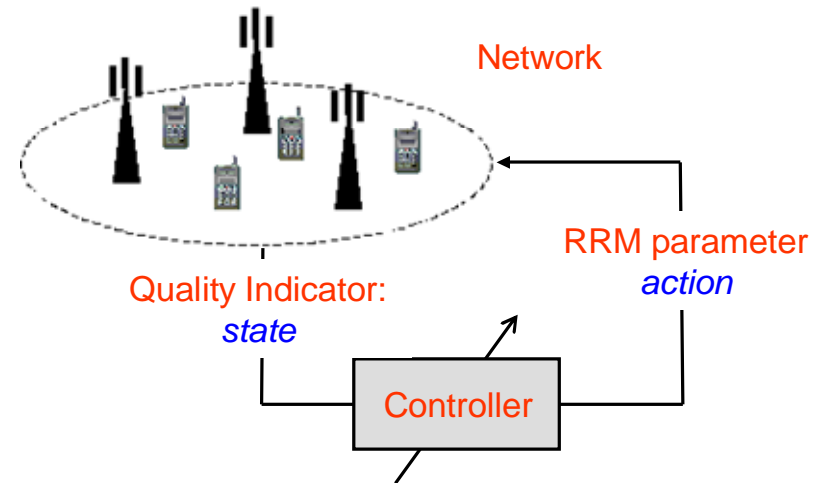 Network
RRM parameter
action
Quality Indicator:
state
Controller